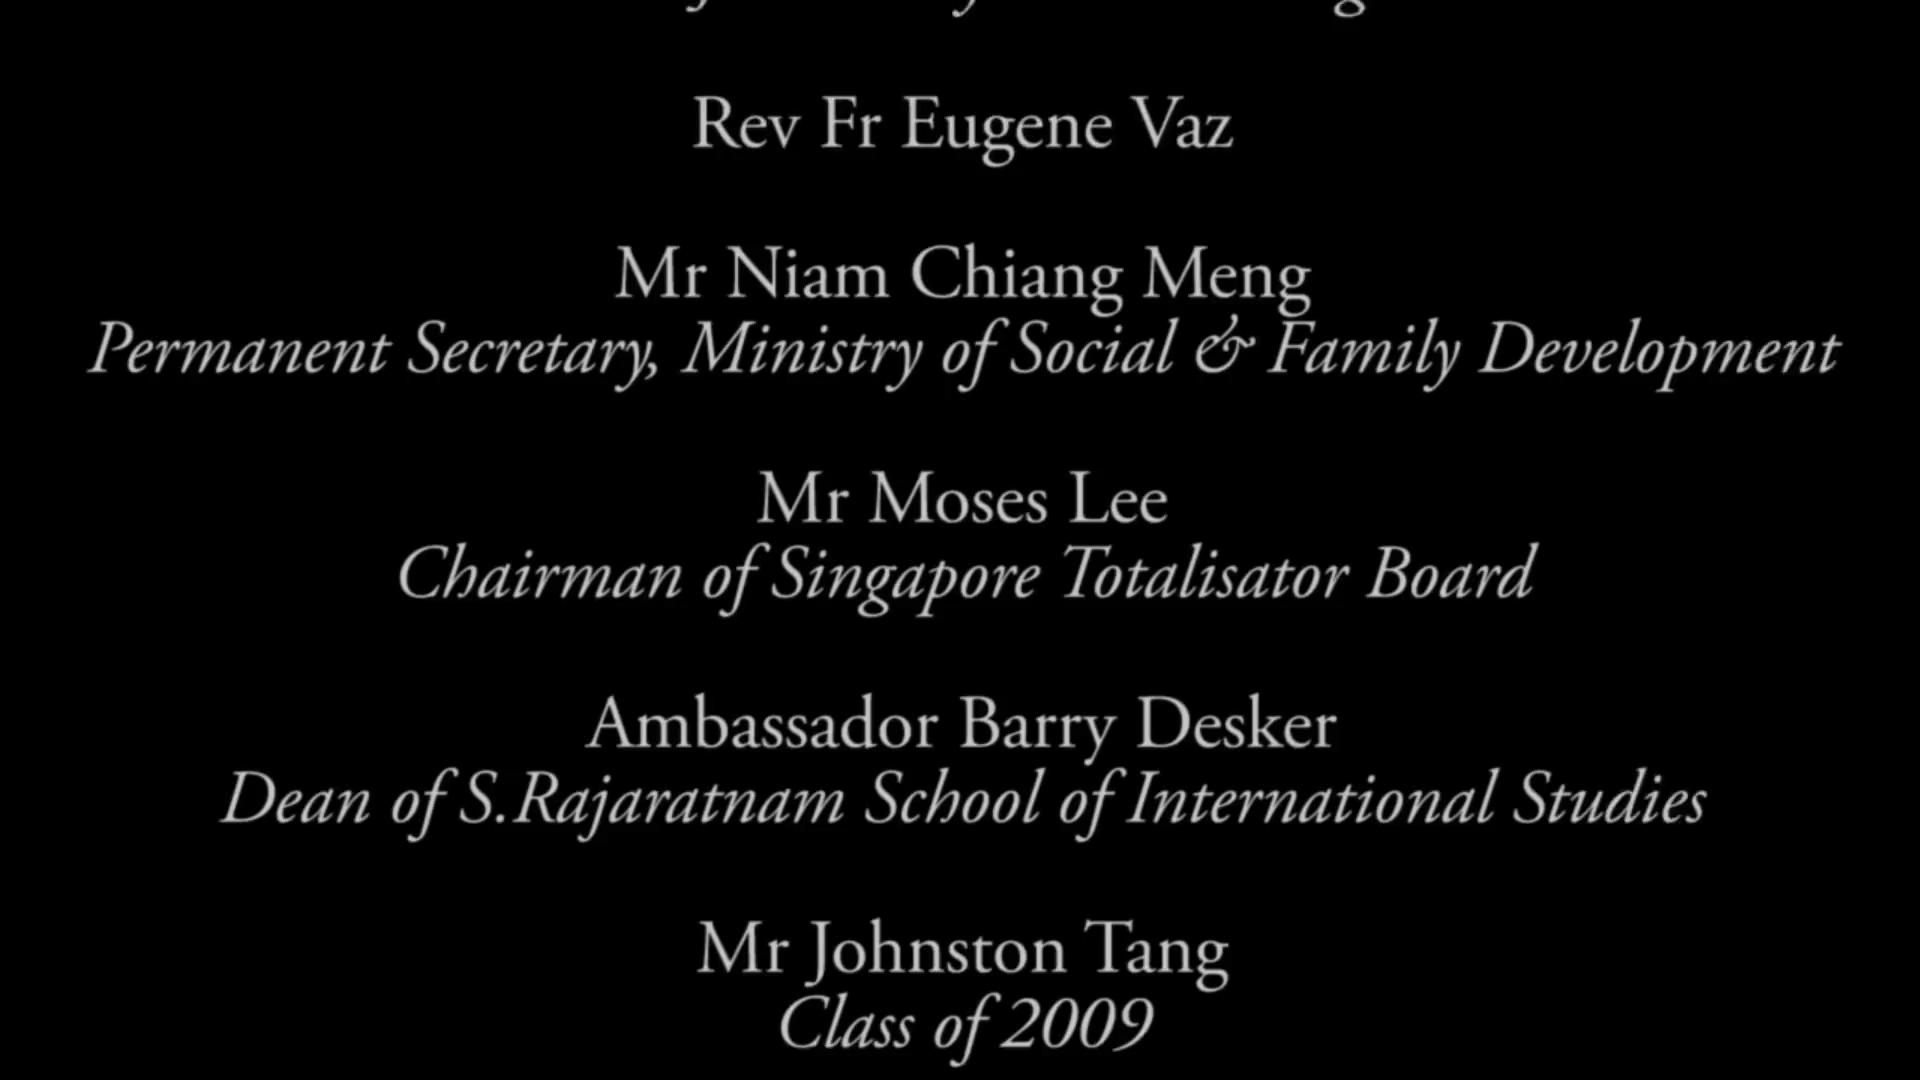 Rev Fr Eugene Vaz
Mr Niam Chiang Meng
Permanent Secretary, Ministry of Social & Family Development
Mr Moses Lee
Chairman of Singapore Totalisator Board
Ambassador Barry Desker
Dean of S.Rajaratnam School of International Studies
Mr Johnston Tang
Class of 2009